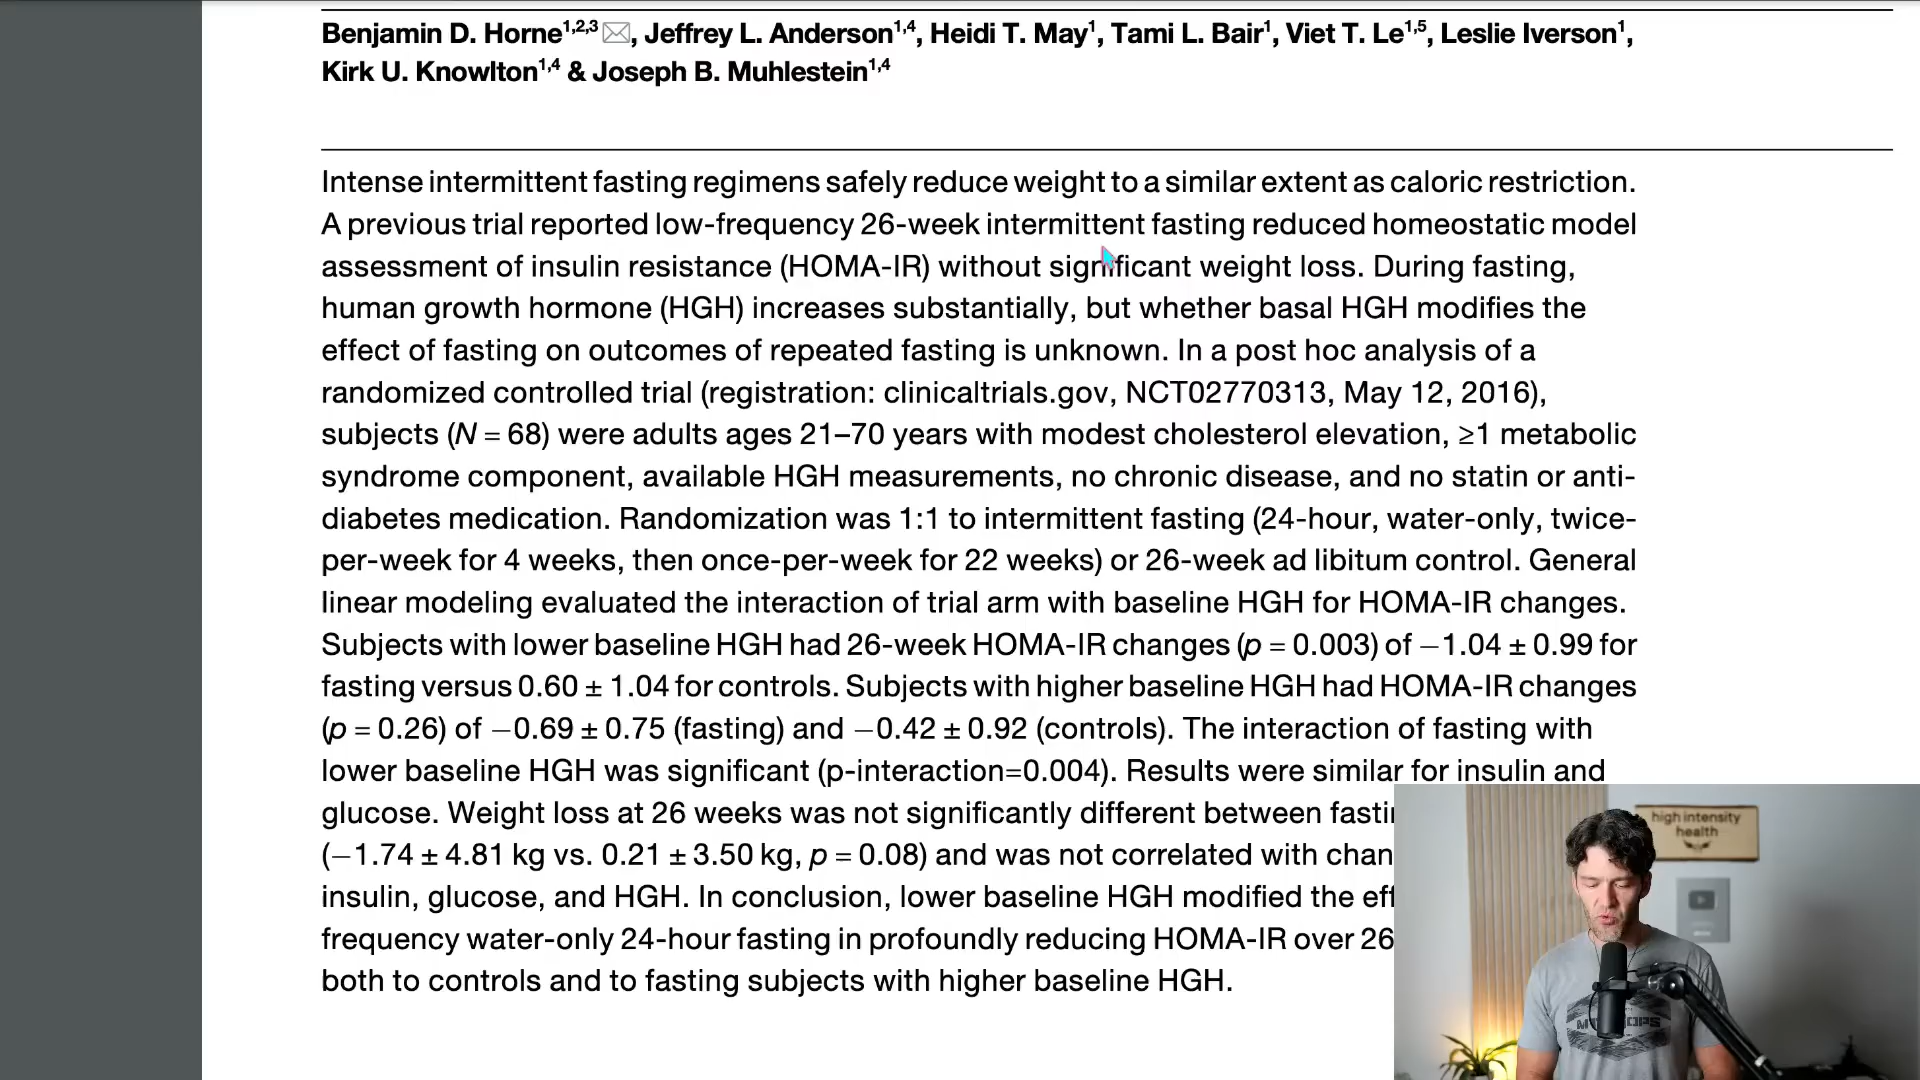 Benjamin D. Horne1,2,3, Jeffrey L. Anderson1,4, Heidi T. May1, Tami L. Bair1, Viet T. Le1,5, Leslie Iverson1,
Kirk U. Knowlton1,4 & Joseph B. Muhlestein1,4
Intense intermittent fasting regimens safely reduce weight to a similar extent as caloric restriction.
A previous trial reported low-frequency 26-week intermittent fasting reduced homeostatic model
assessment of insulin resistance (HOMA-IR) without significant weight loss. During fasting,
human growth hormone (HGH) increases substantially, but whether basal HGH modifies the
effect of fasting on outcomes of repeated fasting is unknown. In a post hoc analysis of a
randomized controlled trial (registration: clinicaltrials.gov, NCT02770313, May 12, 2016),
subjects (N = 68) were adults ages 21–70 years with modest cholesterol elevation, ≥1 metabolic
syndrome component, available HGH measurements, no chronic disease, and no statin or anti-
diabetes medication. Randomization was 1:1 to intermittent fasting (24-hour, water-only, twice-
per-week for 4 weeks, then once-per-week for 22 weeks) or 26-week ad libitum control. General
linear modeling evaluated the interaction of trial arm with baseline HGH for HOMA-IR changes.
Subjects with lower baseline HGH had 26-week HOMA-IR changes (p = 0.003) of −1.04 ± 0.99 for
fasting versus 0.60 ± 1.04 for controls. Subjects with higher baseline HGH had HOMA-IR changes
(p = 0.26) of −0.69 ± 0.75 (fasting) and −0.42 ± 0.92 (controls). The interaction of fasting with
lower baseline HGH was significant (p-interaction=0.004). Results were similar for insulin and
glucose. Weight loss at 26 weeks was not significantly different between fasti
(−1.74 ± 4.81 kg vs. 0.21 ± 3.50 kg, p = 0.08) and was not correlated with chan
insulin, glucose, and HGH. In conclusion, lower baseline HGH modified the eff
frequency water-only 24-hour fasting in profoundly reducing HOMA-IR over 26
both to controls and to fasting subjects with higher baseline HGH.
high intensity
health